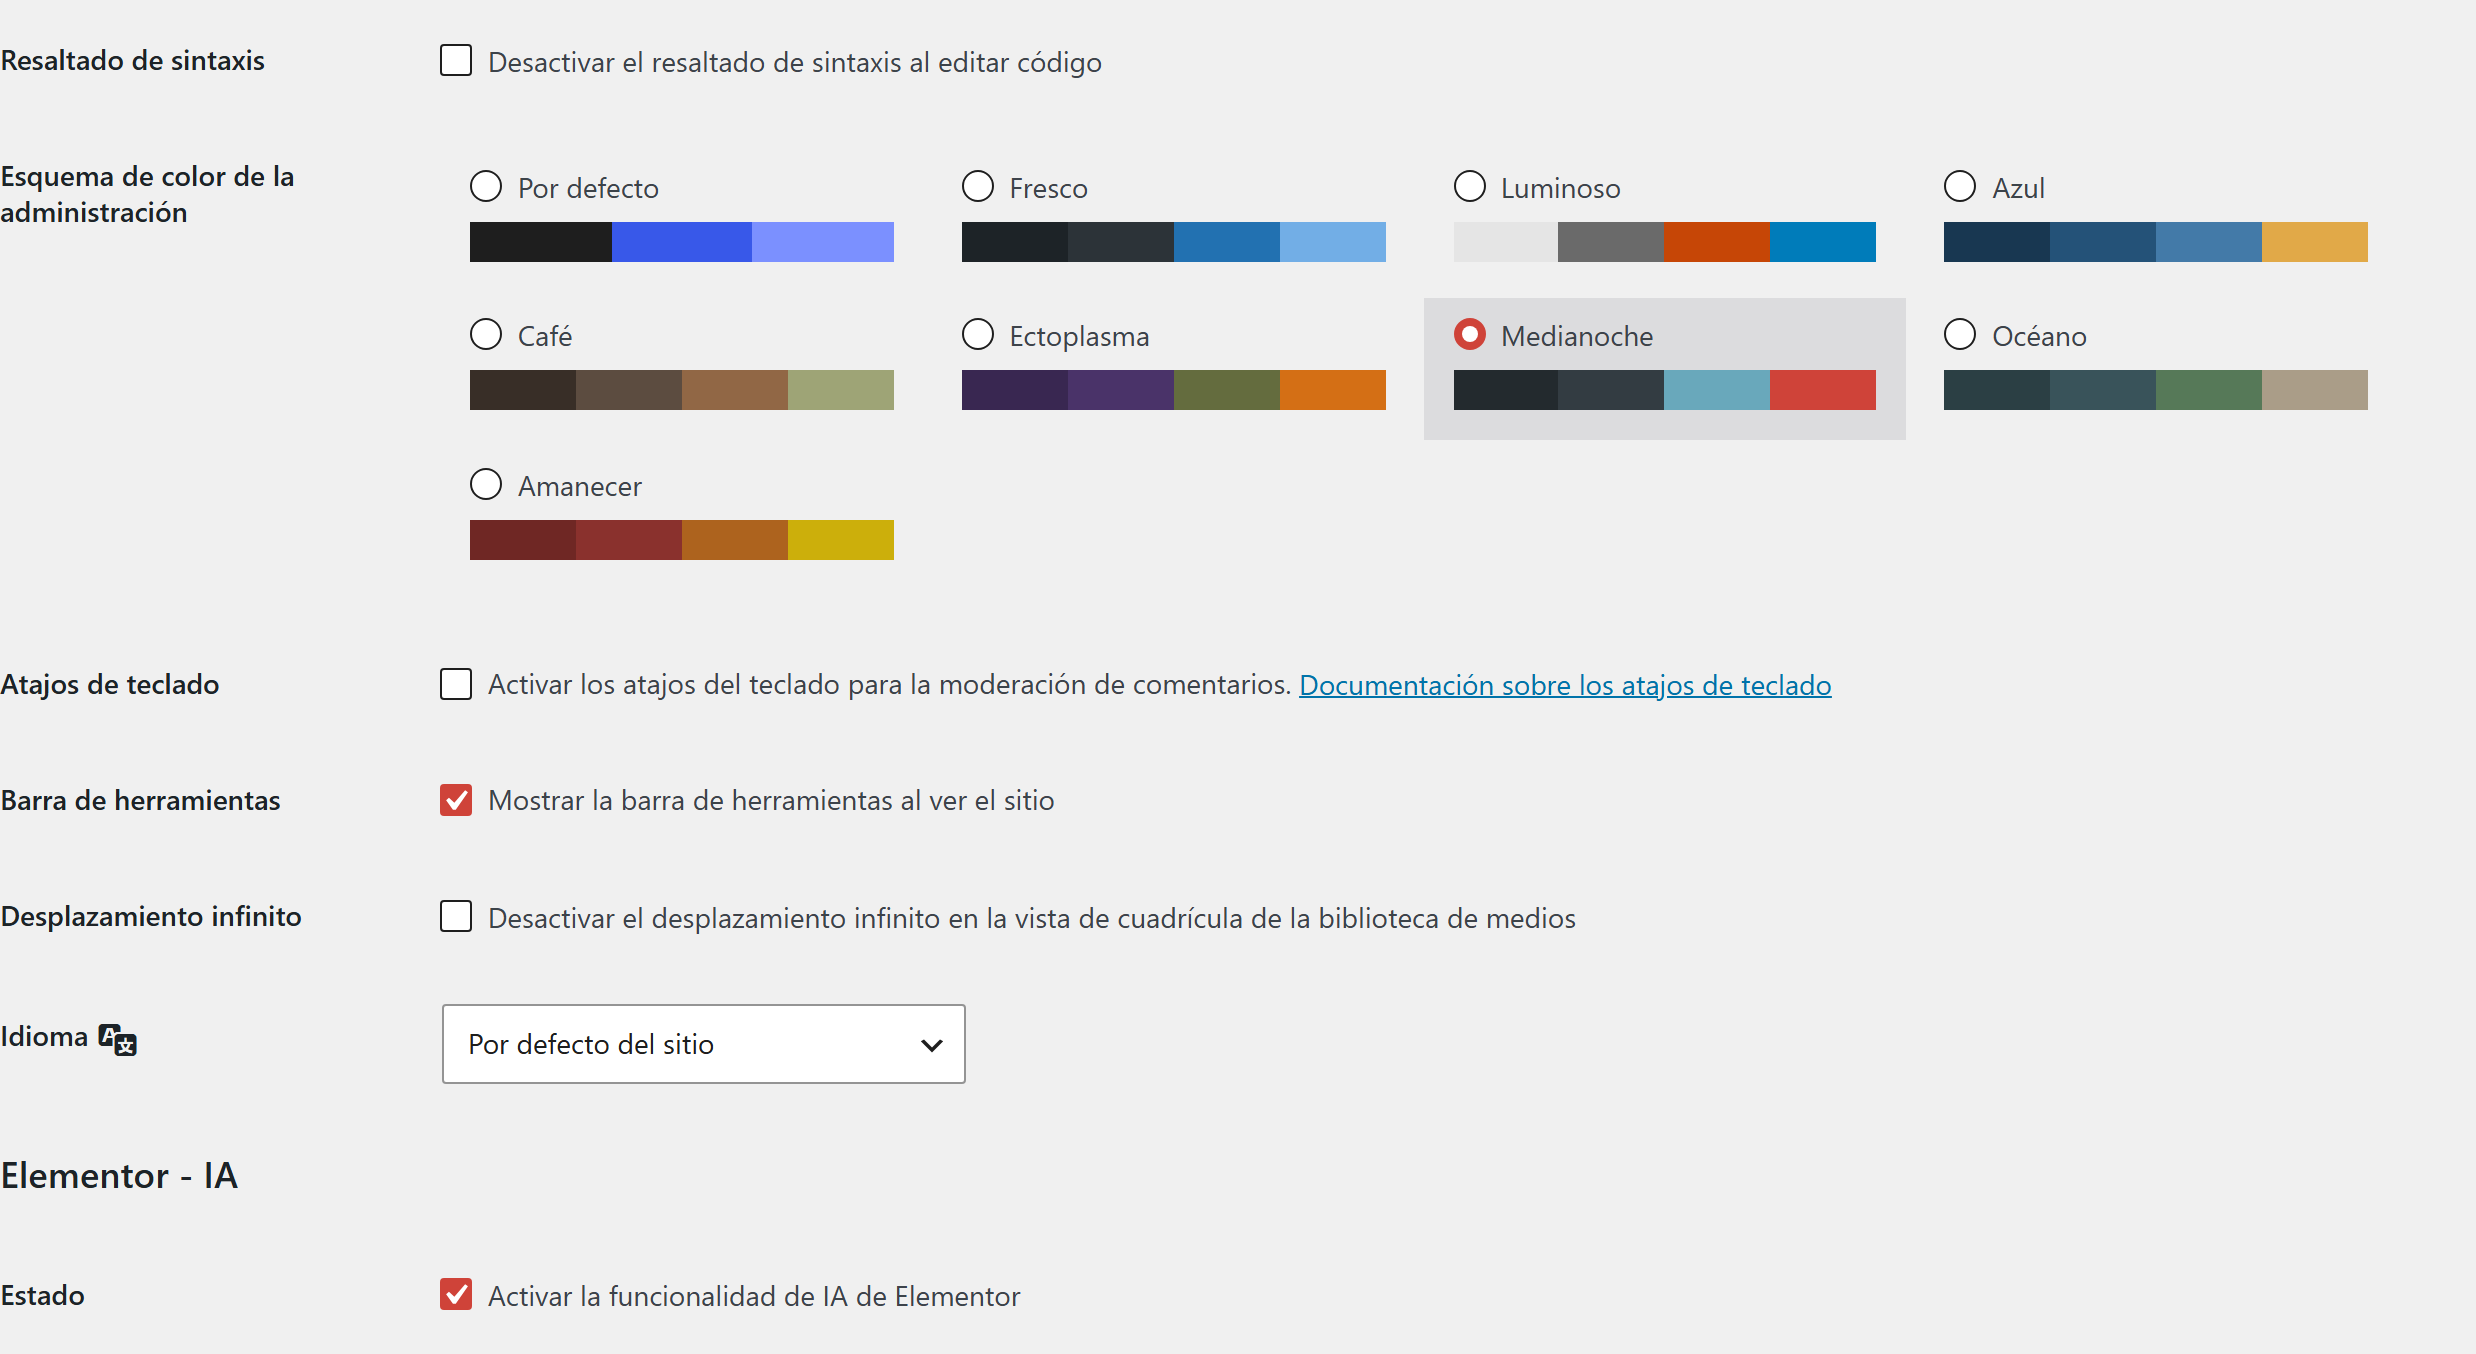 Resaltado de sintaxis
Desactivar el resaltado de sintaxis al editar código
Esquema de color de la
administración
Por defecto
Fresco
Luminoso
Azul
Café
Ectoplasma
Medianoche
Océano
Amanecer
Atajos de teclado
Activar los atajos del teclado para la moderación de comentarios. Documentación sobre los atajos de teclado
Barra de herramientas
Mostrar la barra de herramientas al ver el sitio
Desplazamiento infinito
Desactivar el desplazamiento infinito en la vista de cuadrícula de la biblioteca de medios
Idioma A文
Por defecto del sitio
Elementor - IA
Estado
Activar la funcionalidad de IA de Elementor